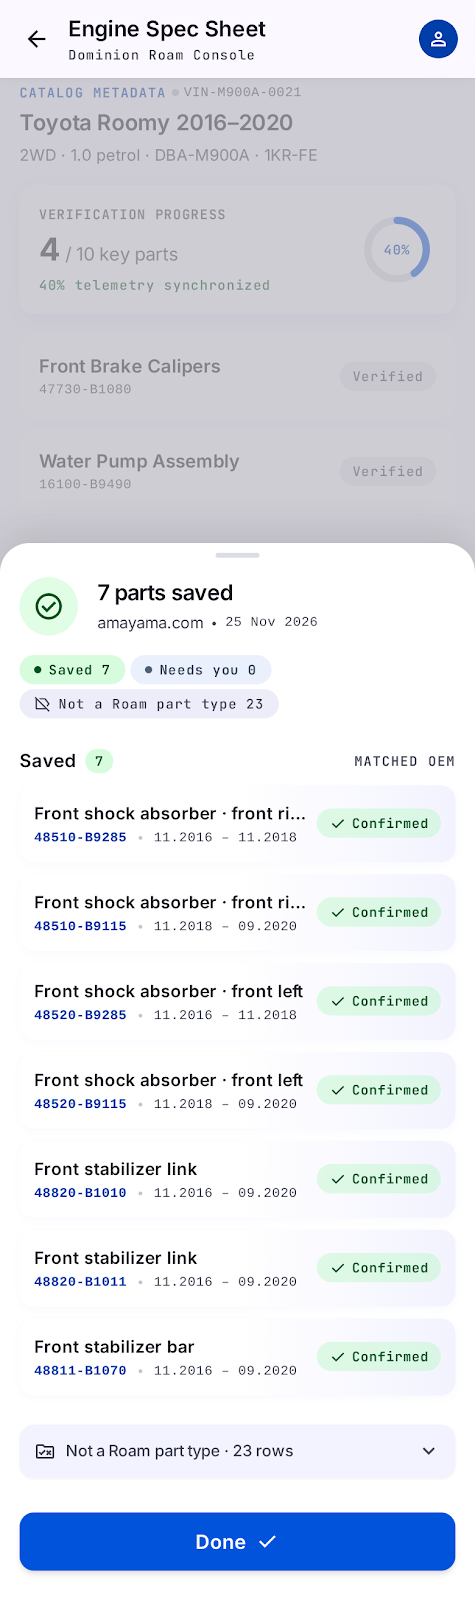 Engine Spec Sheet
Dominion Roam Console
CATALOG METADATA • VIN-M900A-0021
Toyota Roomy 2016–2020
2WD · 1.0 petrol · DBA-M900A · 1KR-FE
VERIFICATION PROGRESS
4 / 10 key parts
40%
40% telemetry synchronized
Front Brake Calipers
47730-B1080
Verified
Water Pump Assembly
16100-B9490
Verified
7 parts saved
amayama.com • 25 Nov 2026
Saved 7
Needs you 0
Not a Roam part type 23
Saved 7
MATCHED OEM
Front shock absorber · front ri...
48510-B9285 • 11.2016 – 11.2018
Confirmed
Front shock absorber · front ri...
48510-B9115 • 11.2018 – 09.2020
Confirmed
Front shock absorber · front left
48520-B9285 • 11.2016 – 11.2018
Confirmed
Front shock absorber · front left
48520-B9115 • 11.2018 – 09.2020
Confirmed
Front stabilizer link
48820-B1010 • 11.2016 – 09.2020
Confirmed
Front stabilizer link
48820-B1011 • 11.2016 – 09.2020
Confirmed
Front stabilizer bar
48811-B1070 • 11.2016 – 09.2020
Confirmed
Not a Roam part type · 23 rows
Done